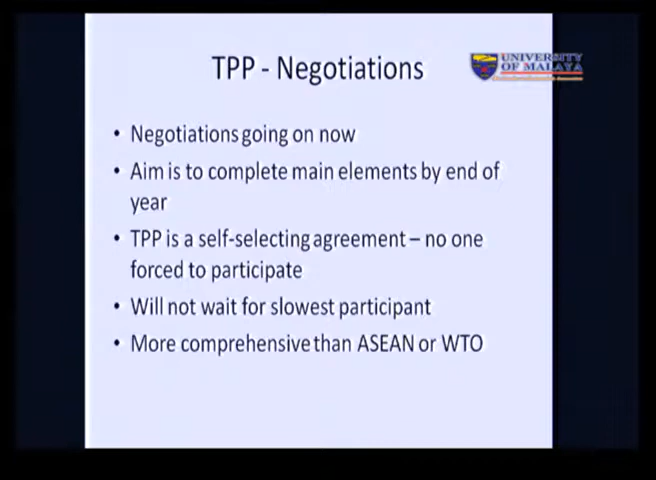 TPP - Negotiations
UNIVERSITY
OF MALAYA
• Negotiations going on now
• Aim is to complete main elements by end of
year
• TPP is a self-selecting agreement – no one
forced to participate
• Will not wait for slowest participant
• More comprehensive than ASEAN or WTO